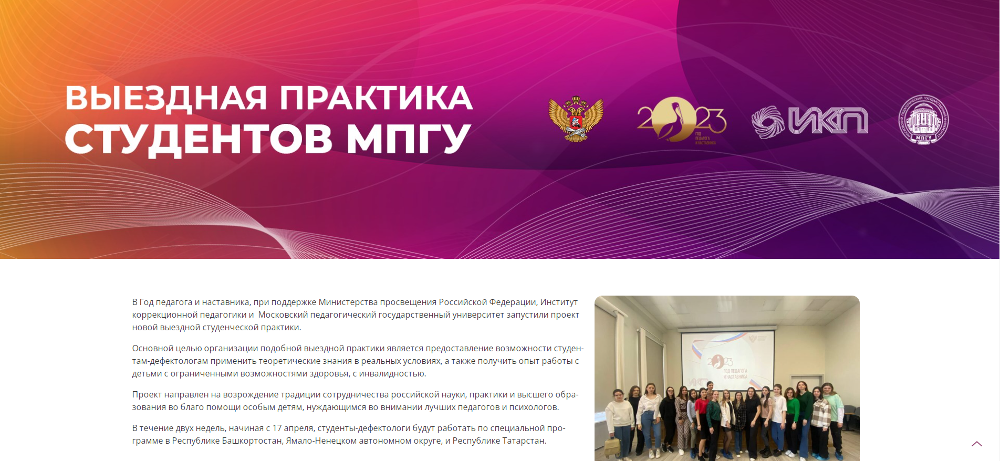 ВЫЕЗДНАЯ ПРАКТИКА
СТУДЕНТОВ МПГУ
2023
ГОД
ПЕДАГОГА
И НАСТАВНИКА
ИКП
МОСКОВСКИЙ ПЕДАГОГИЧЕСКИЙ ГОСУДАРСТВЕННЫЙ УНИВЕРСИТЕТ
МПГУ
В Год педагога и наставника, при поддержке Министерства просвещения Российской Федерации, Институт
коррекционной педагогики и Московский педагогический государственный университет запустили проект
новой выездной студенческой практики.
Основной целью организации подобной выездной практики является предоставление возможности студен-
там-дефектологам применить теоретические знания в реальных условиях, а также получить опыт работы с
детьми с ограниченными возможностями здоровья, с инвалидностью.
Проект направлен на возрождение традиции сотрудничества российской науки, практики и высшего обра-
зования во благо помощи особым детям, нуждающимся во внимании лучших педагогов и психологов.
В течение двух недель, начиная с 17 апреля, студенты-дефектологи будут работать по специальной про-
грамме в Республике Башкортостан, Ямало-Ненецком автономном округе, и Республике Татарстан.
2023
ГОД ПЕДАГОГА
И НАСТАВНИКА
ИКП